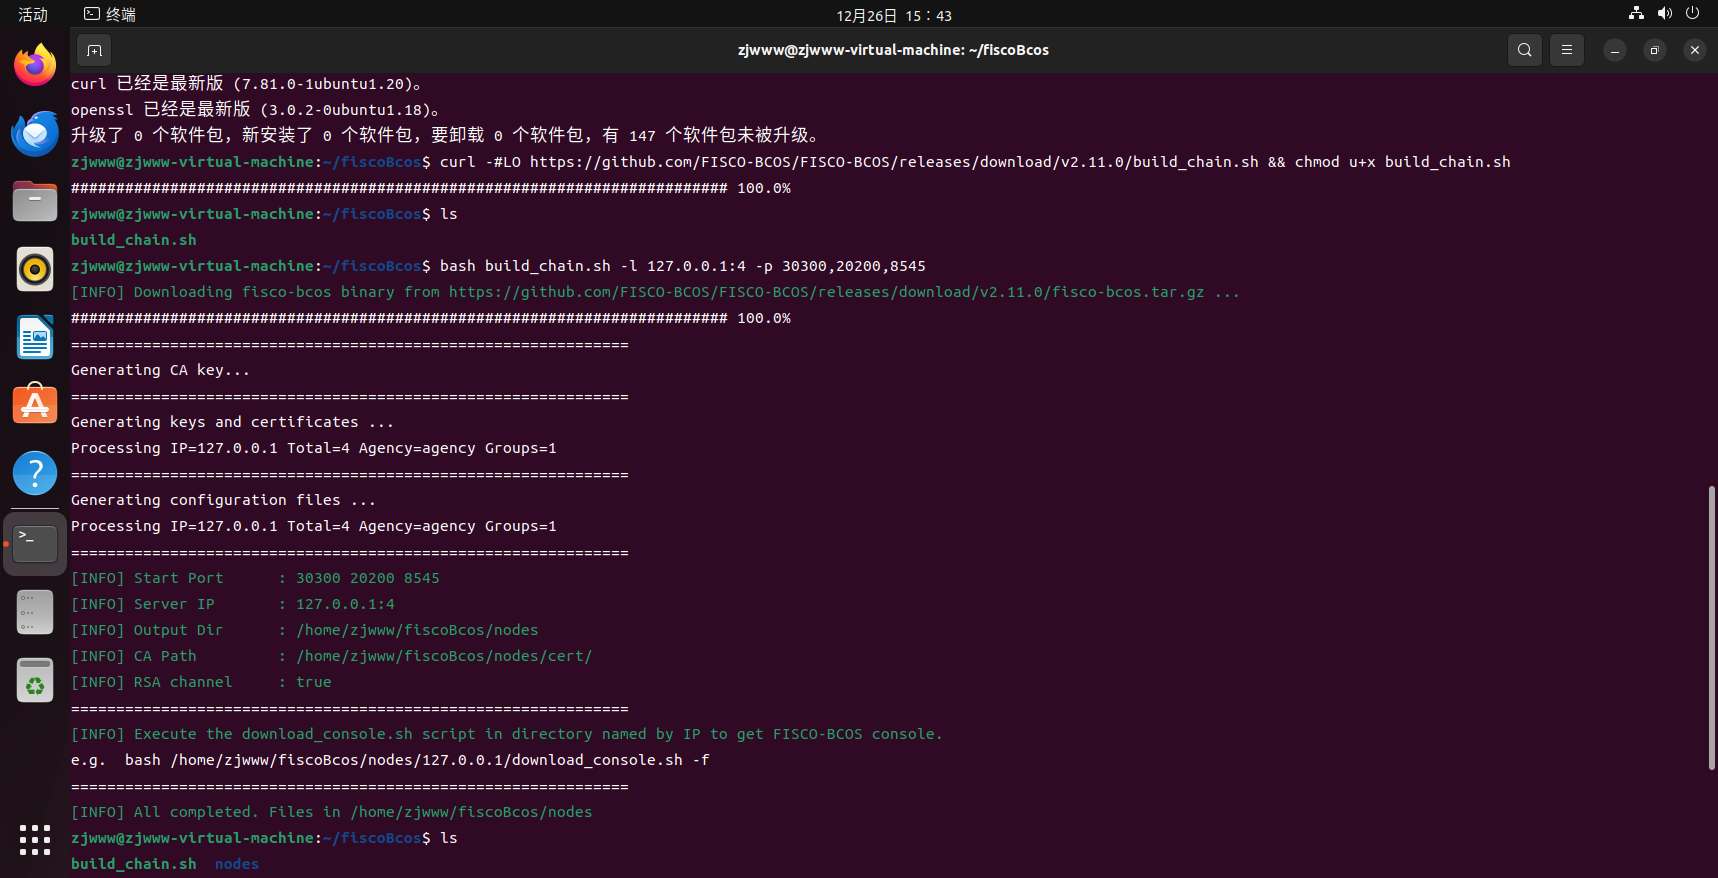 活动 终端 12月26日 15：43
zjwww@zjwww-virtual-machine: ~/fiscoBcos
curl 已经是最新版 (7.81.0-1ubuntu1.20)。
openssl 已经是最新版 (3.0.2-0ubuntu1.18)。
升级了 0 个软件包，新安装了 0 个软件包，要卸载 0 个软件包，有 147 个软件包未被升级。
zjwww@zjwww-virtual-machine:~/fiscoBcos$ curl -#LO https://github.com/FISCO-BCOS/FISCO-BCOS/releases/download/v2.11.0/build_chain.sh && chmod u+x build_chain.sh
######################################################################### 100.0%
zjwww@zjwww-virtual-machine:~/fiscoBcos$ ls
build_chain.sh
zjwww@zjwww-virtual-machine:~/fiscoBcos$ bash build_chain.sh -l 127.0.0.1:4 -p 30300,20200,8545
[INFO] Downloading fisco-bcos binary from https://github.com/FISCO-BCOS/FISCO-BCOS/releases/download/v2.11.0/fisco-bcos.tar.gz ...
######################################################################### 100.0%
==============================================================
Generating CA key...
==============================================================
Generating keys and certificates ...
Processing IP=127.0.0.1 Total=4 Agency=agency Groups=1
==============================================================
Generating configuration files ...
Processing IP=127.0.0.1 Total=4 Agency=agency Groups=1
==============================================================
[INFO] Start Port      : 30300 20200 8545
[INFO] Server IP       : 127.0.0.1:4
[INFO] Output Dir      : /home/zjwww/fiscoBcos/nodes
[INFO] CA Path         : /home/zjwww/fiscoBcos/nodes/cert/
[INFO] RSA channel     : true
==============================================================
[INFO] Execute the download_console.sh script in directory named by IP to get FISCO-BCOS console.
e.g.  bash /home/zjwww/fiscoBcos/nodes/127.0.0.1/download_console.sh -f
==============================================================
[INFO] All completed. Files in /home/zjwww/fiscoBcos/nodes
zjwww@zjwww-virtual-machine:~/fiscoBcos$ ls
build_chain.sh  nodes